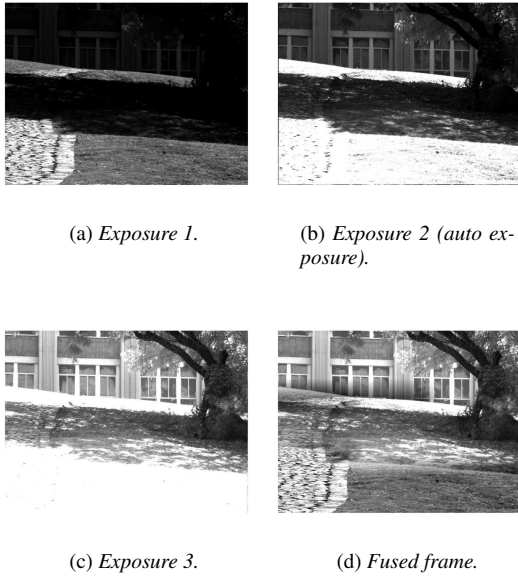 (a) Exposure 1.
(b) Exposure 2 (auto ex-
posure).
(c) Exposure 3.
(d) Fused frame.